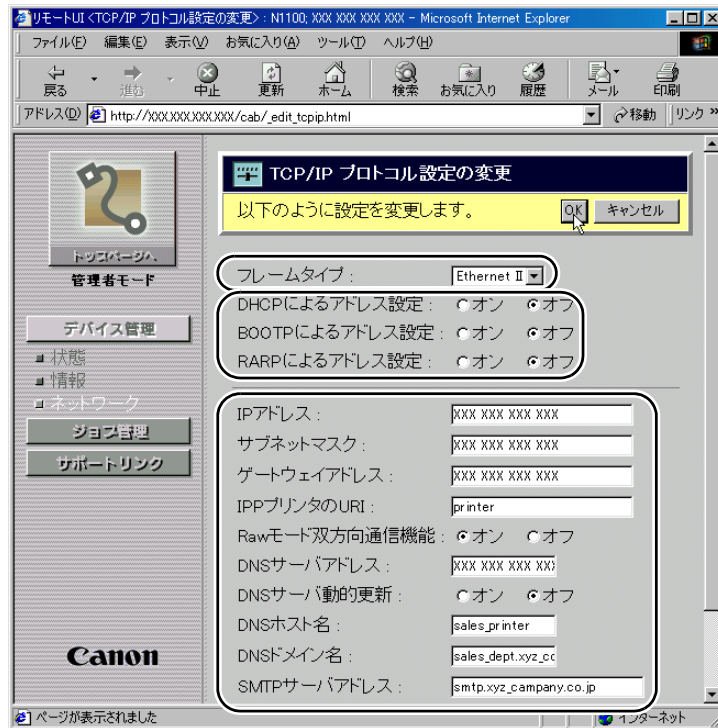 リモートUI <TCP/IP プロトコル設定の変更> : N1100; XXX XXX XXX XXX - Microsoft Internet Explorer
ファイル(F) 編集(E) 表示(V) お気に入り(A) ツール(T) ヘルプ(H)
戻る 進む 中止 更新 ホーム 検索 お気に入り 履歴 メール 印刷
アドレス(D) http://XXX.XXX.XXX.XXX/cab/_edit_tcpip.html 移動 リンク »
TCP/IP プロトコル設定の変更
以下のように設定を変更します。 OK キャンセル
トップページへ
管理者モード
デバイス管理
状態
情報
ネットワーク
ジョブ管理
サポートリンク
Canon
フレームタイプ : Ethernet II
DHCPによるアドレス設定 : オン オフ
BOOTPによるアドレス設定 : オン オフ
RARPによるアドレス設定 : オン オフ
IPアドレス : XXX XXX XXX XXX
サブネットマスク : XXX XXX XXX XXX
ゲートウェイアドレス : XXX XXX XXX XXX
IPPプリンタのURI : printer
Rawモード双方向通信機能 : オン オフ
DNSサーバアドレス : XXX XXX XXX XXX
DNSサーバ動的更新 : オン オフ
DNSホスト名 : sales_printer
DNSドメイン名 : sales_dept.xyz_cc
SMTPサーバアドレス : smtp.xyz_campany.co.jp
ページが表示されました インターネット